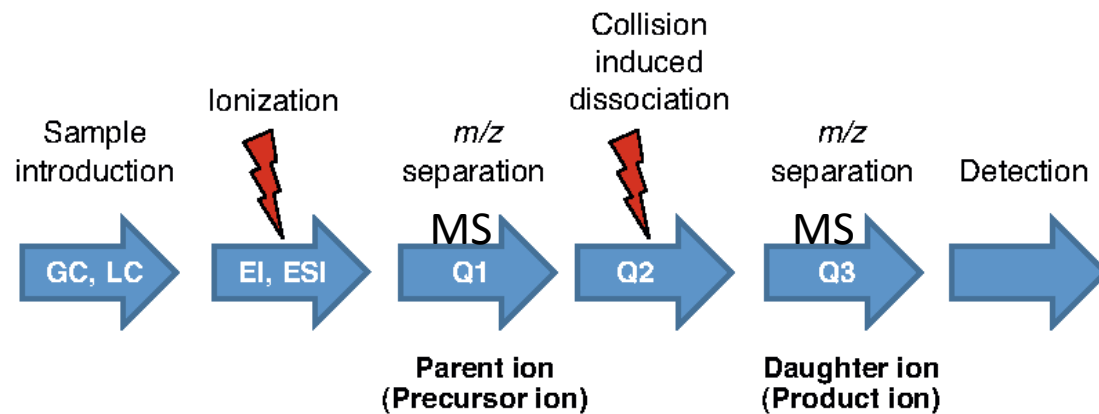 Sample
introduction
Ionization
m/z
separation
Collision
induced
dissociation
m/z
separation
Detection
GC, LC
EI, ESI
MS
Q1
Q2
MS
Q3
Parent ion
(Precursor ion)
Daughter ion
(Product ion)